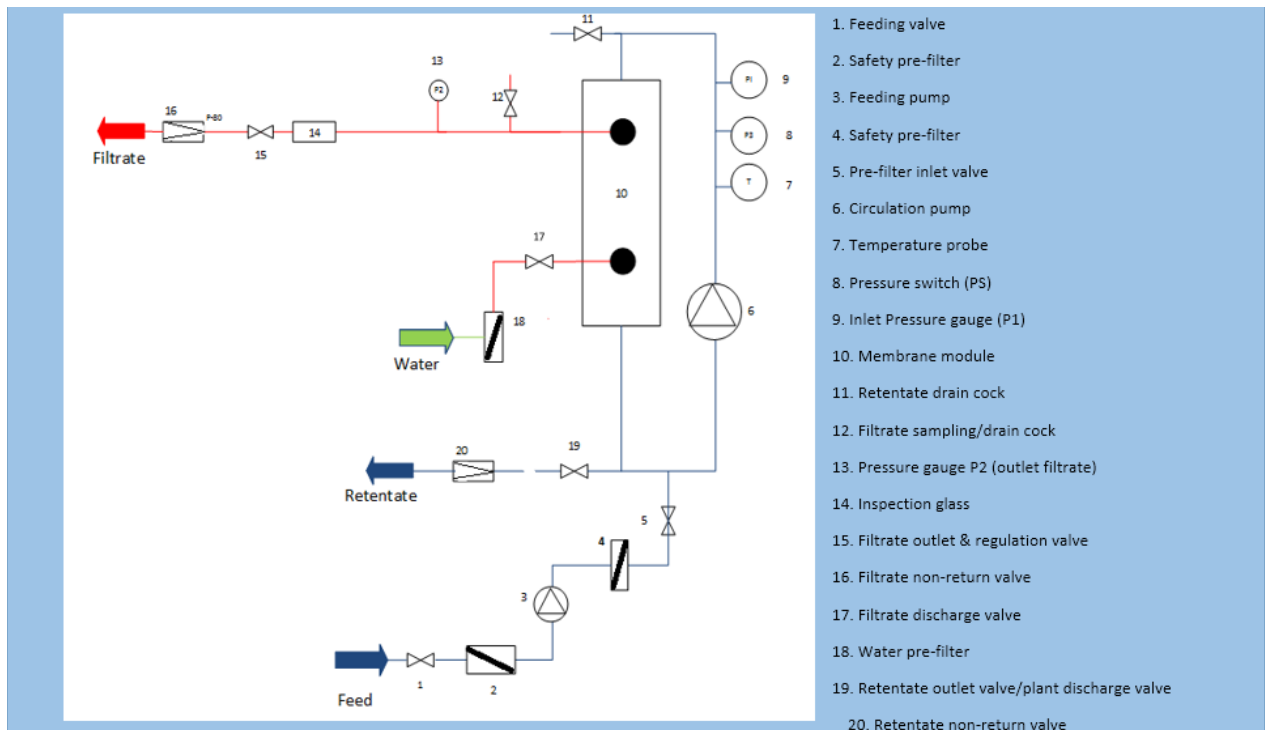 11
1. Feeding valve
2. Safety pre-filter
3. Feeding pump
4. Safety pre-filter
5. Pre-filter inlet valve
6. Circulation pump
7. Temperature probe
8. Pressure switch (PS)
9. Inlet Pressure gauge (P1)
10. Membrane module
11. Retentate drain cock
12. Filtrate sampling/drain cock
13. Pressure gauge P2 (outlet filtrate)
14. Inspection glass
15. Filtrate outlet & regulation valve
16. Filtrate non-return valve
17. Filtrate discharge valve
18. Water pre-filter
19. Retentate outlet valve/plant discharge valve
20. Retentate non-return valve
13
P2
12
PI
9
16
P-80
14
15
Filtrate
P3
8
T
7
10
17
6
18
Water
19
20
Retentate
5
4
3
1
2
Feed